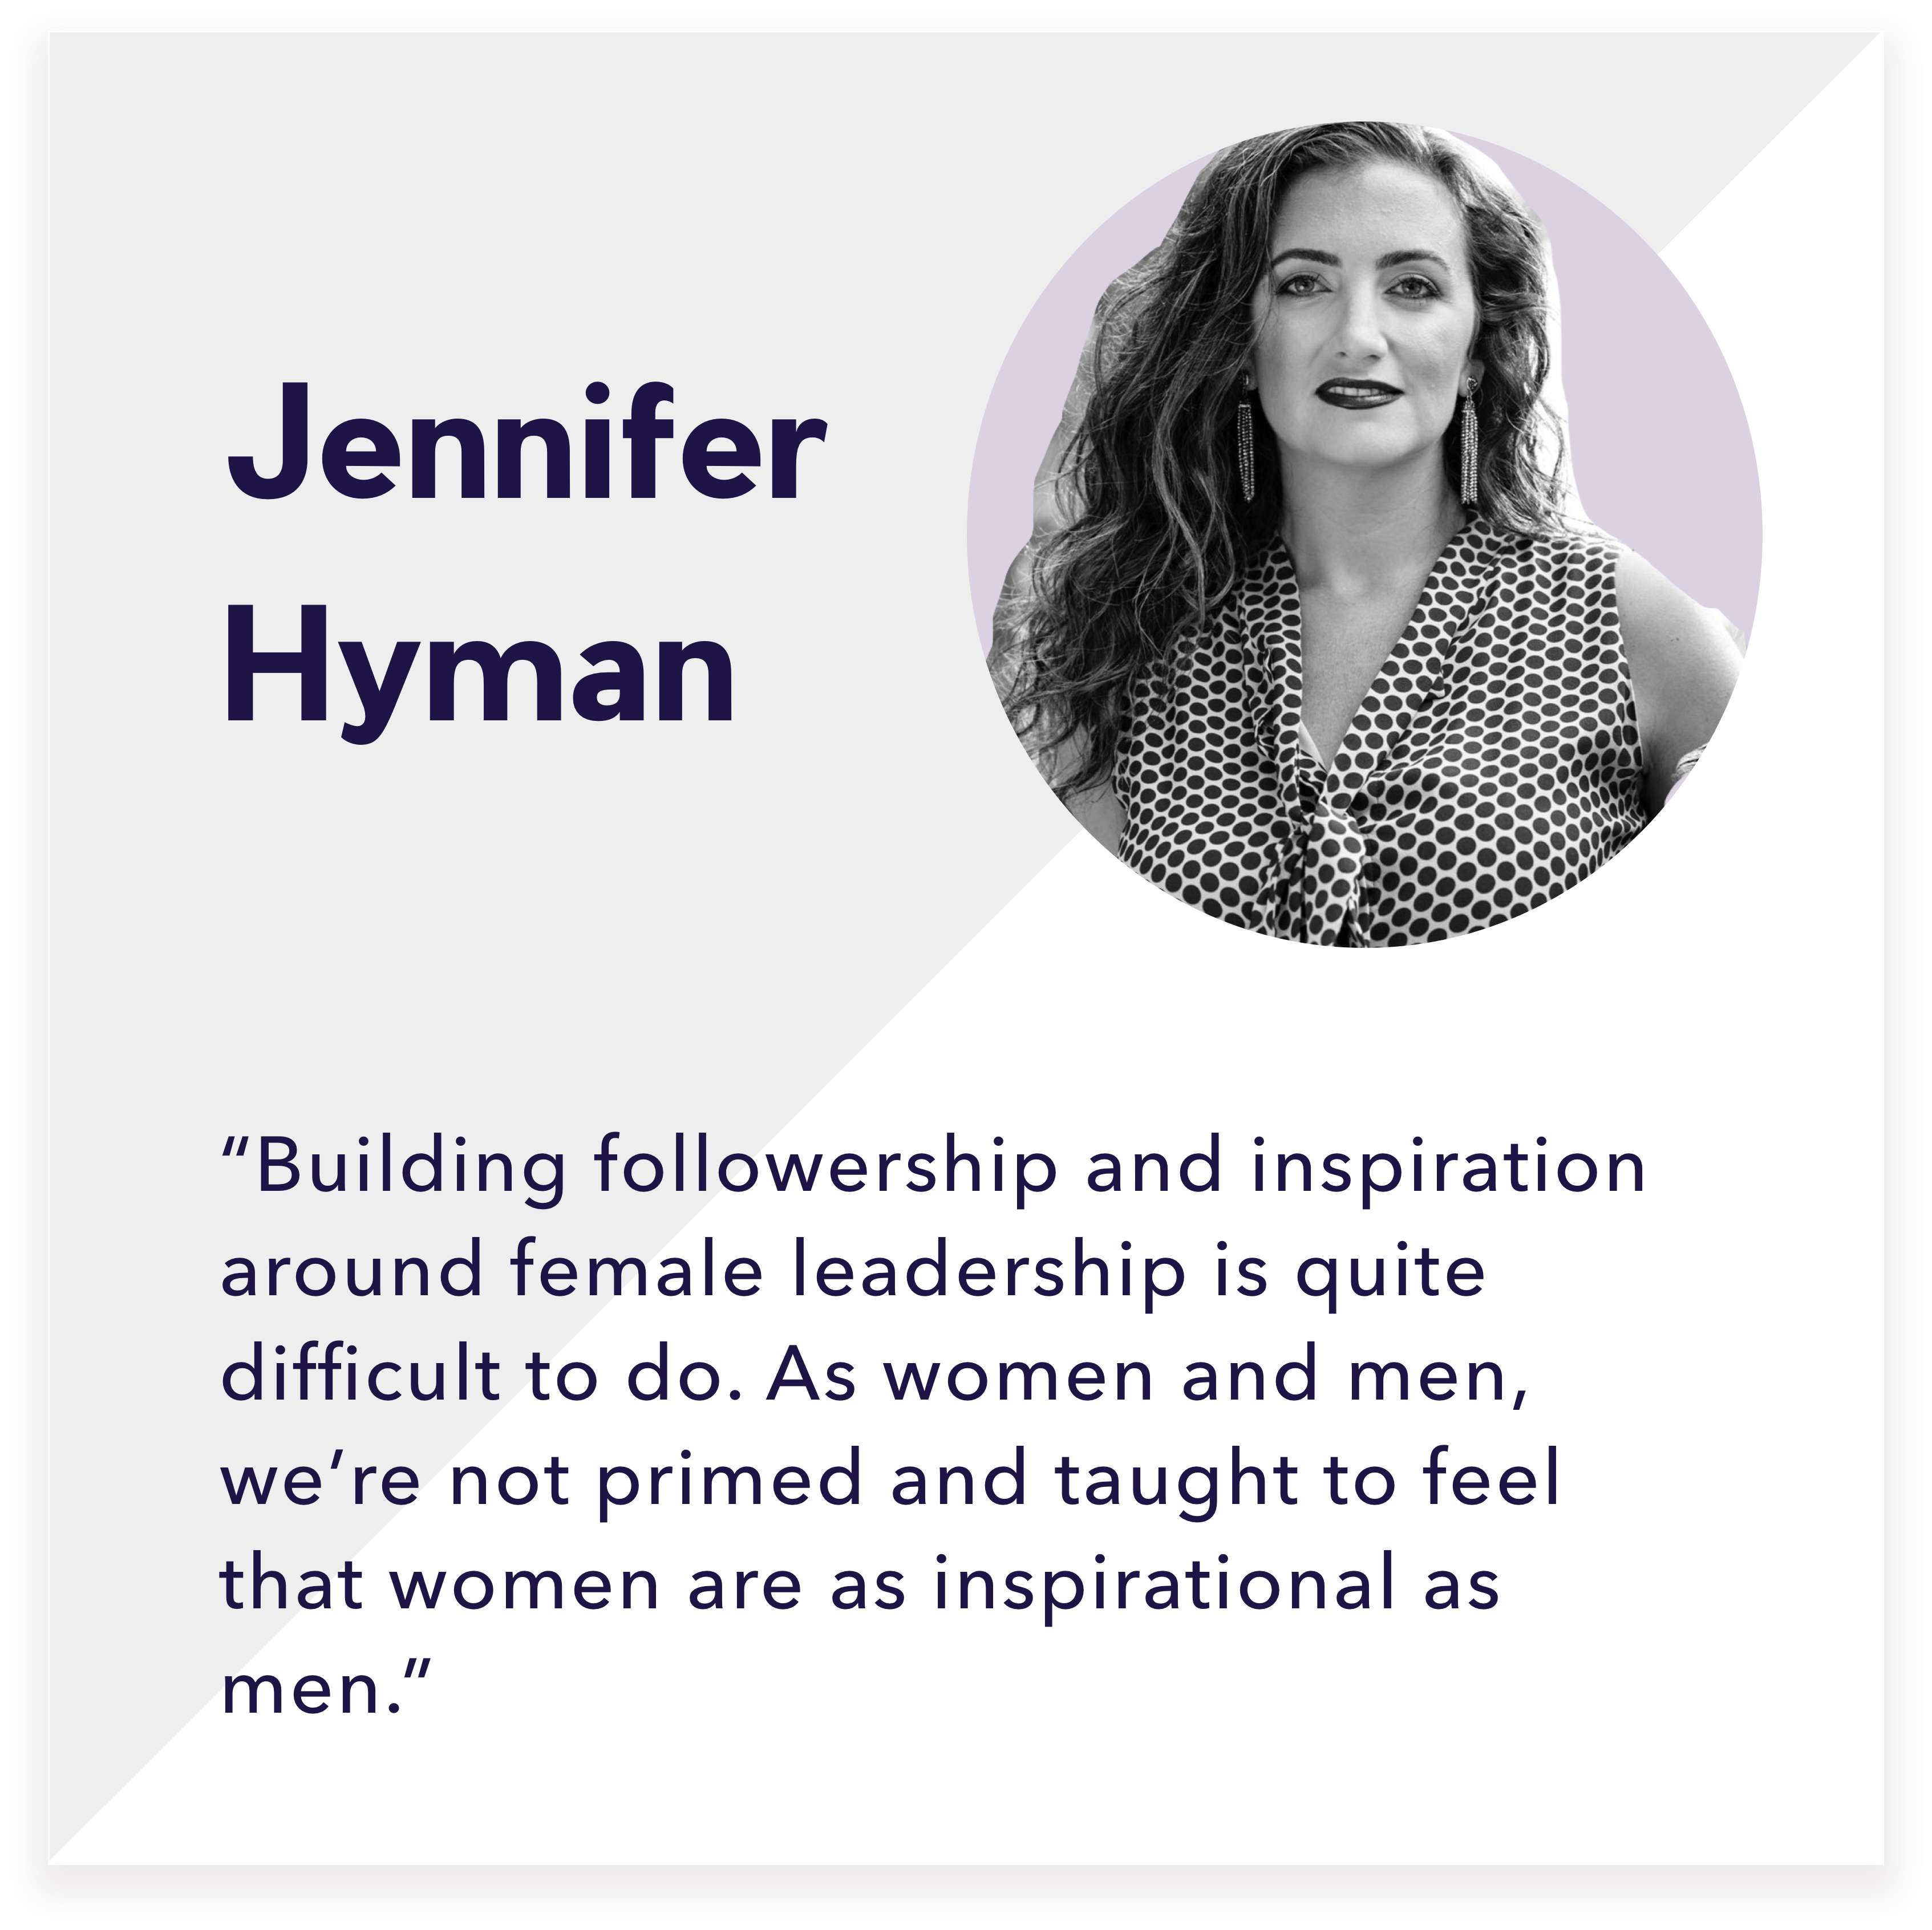 Jennifer
Hyman
“Building followership and inspiration
around female leadership is quite
difficult to do. As women and men,
we’re not primed and taught to feel
that women are as inspirational as
men.”